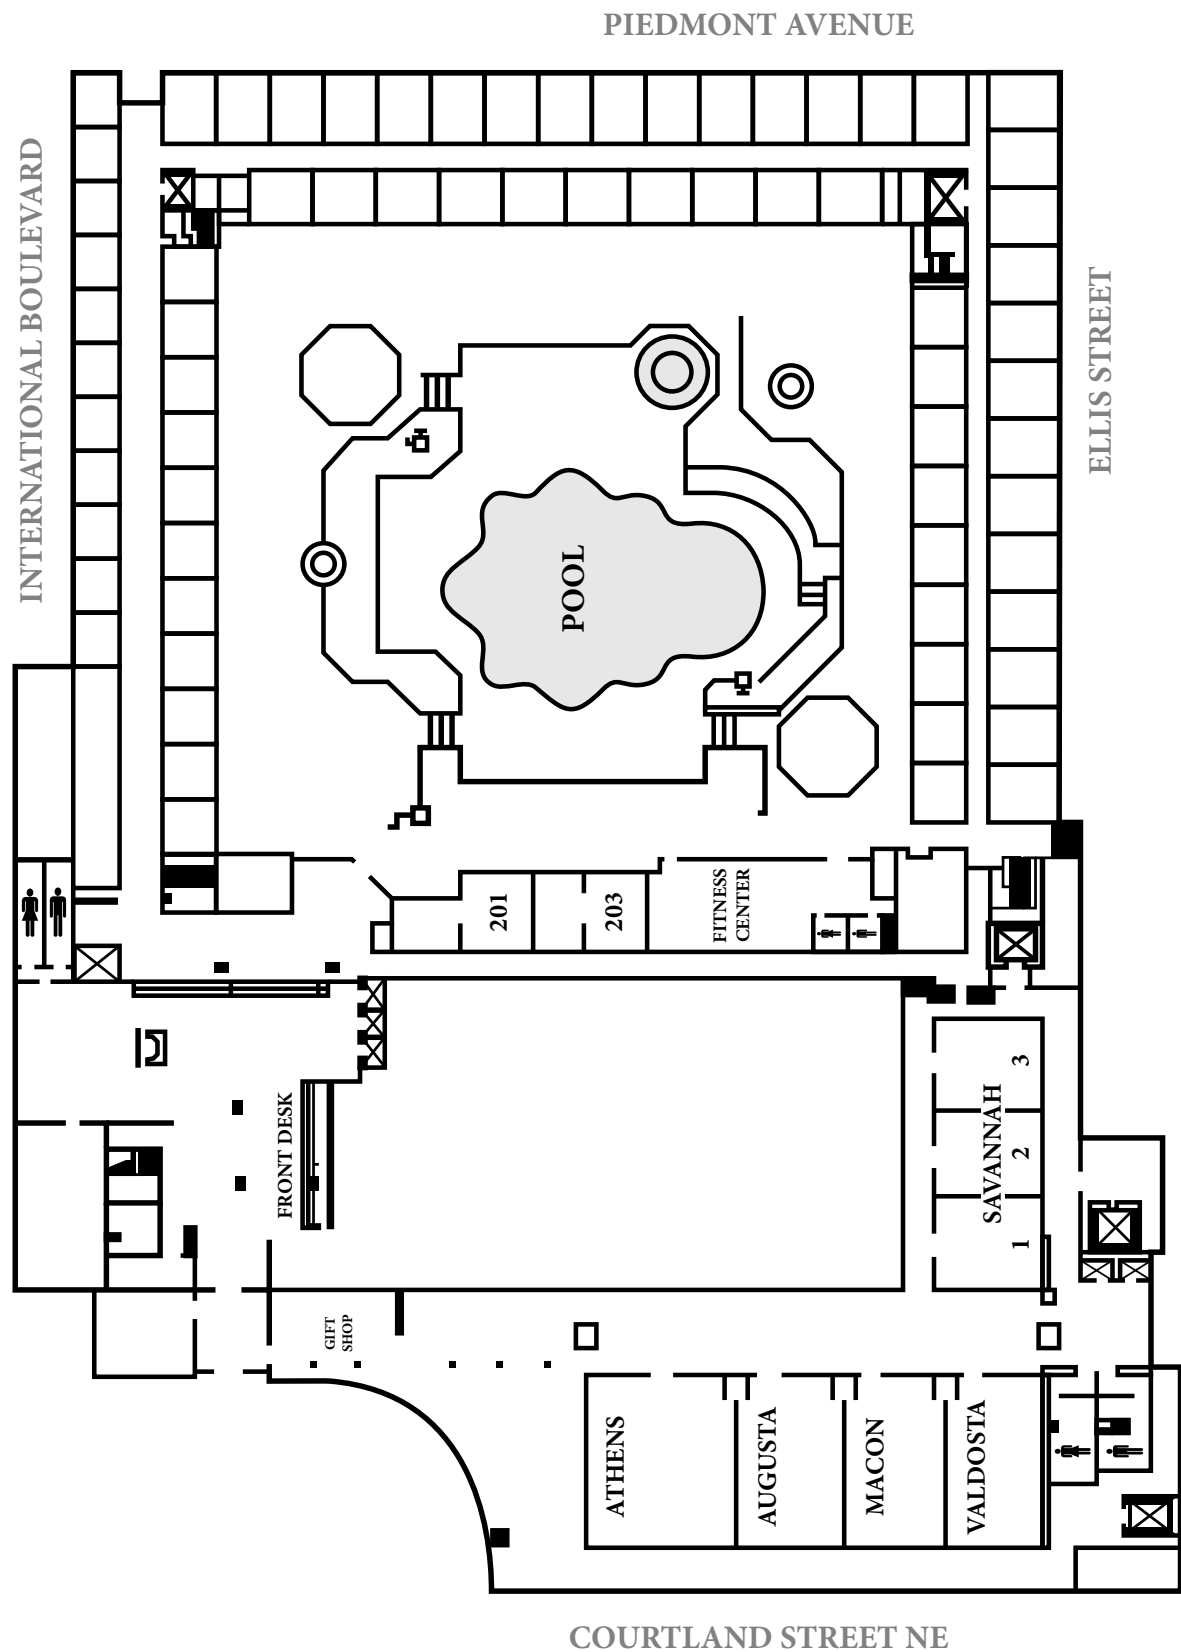 PIEDMONT AVENUE
INTERNATIONAL BOULEVARD
ELLIS STREET
POOL
201
203
FITNESS
CENTER
FRONT DESK
SAVANNAH
3
2
1
GIFT
SHOP
ATHENS
AUGUSTA
MACON
VALDOSTA
COURTLAND STREET NE